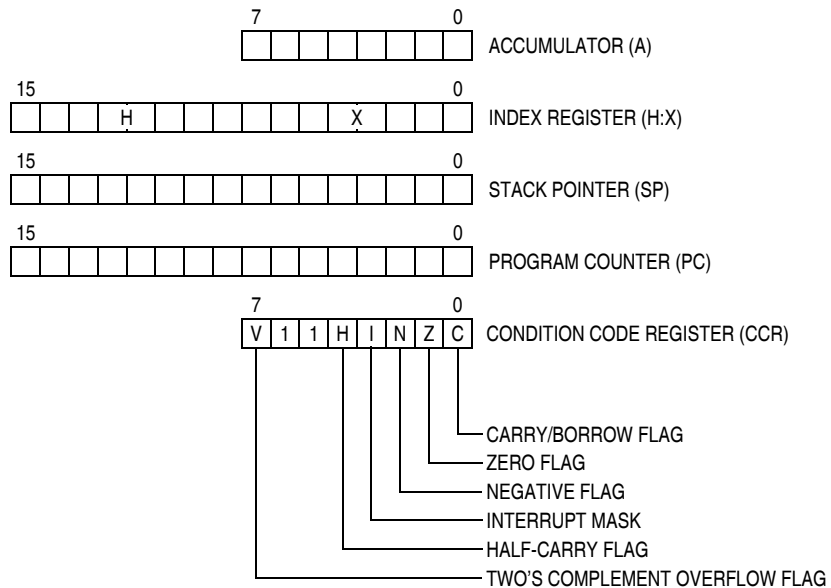 7 0
ACCUMULATOR (A)
15 0
H X INDEX REGISTER (H:X)
15 0
STACK POINTER (SP)
15 0
PROGRAM COUNTER (PC)
7 0
V 1 1 H I N Z C CONDITION CODE REGISTER (CCR)
CARRY/BORROW FLAG
ZERO FLAG
NEGATIVE FLAG
INTERRUPT MASK
HALF-CARRY FLAG
TWO'S COMPLEMENT OVERFLOW FLAG